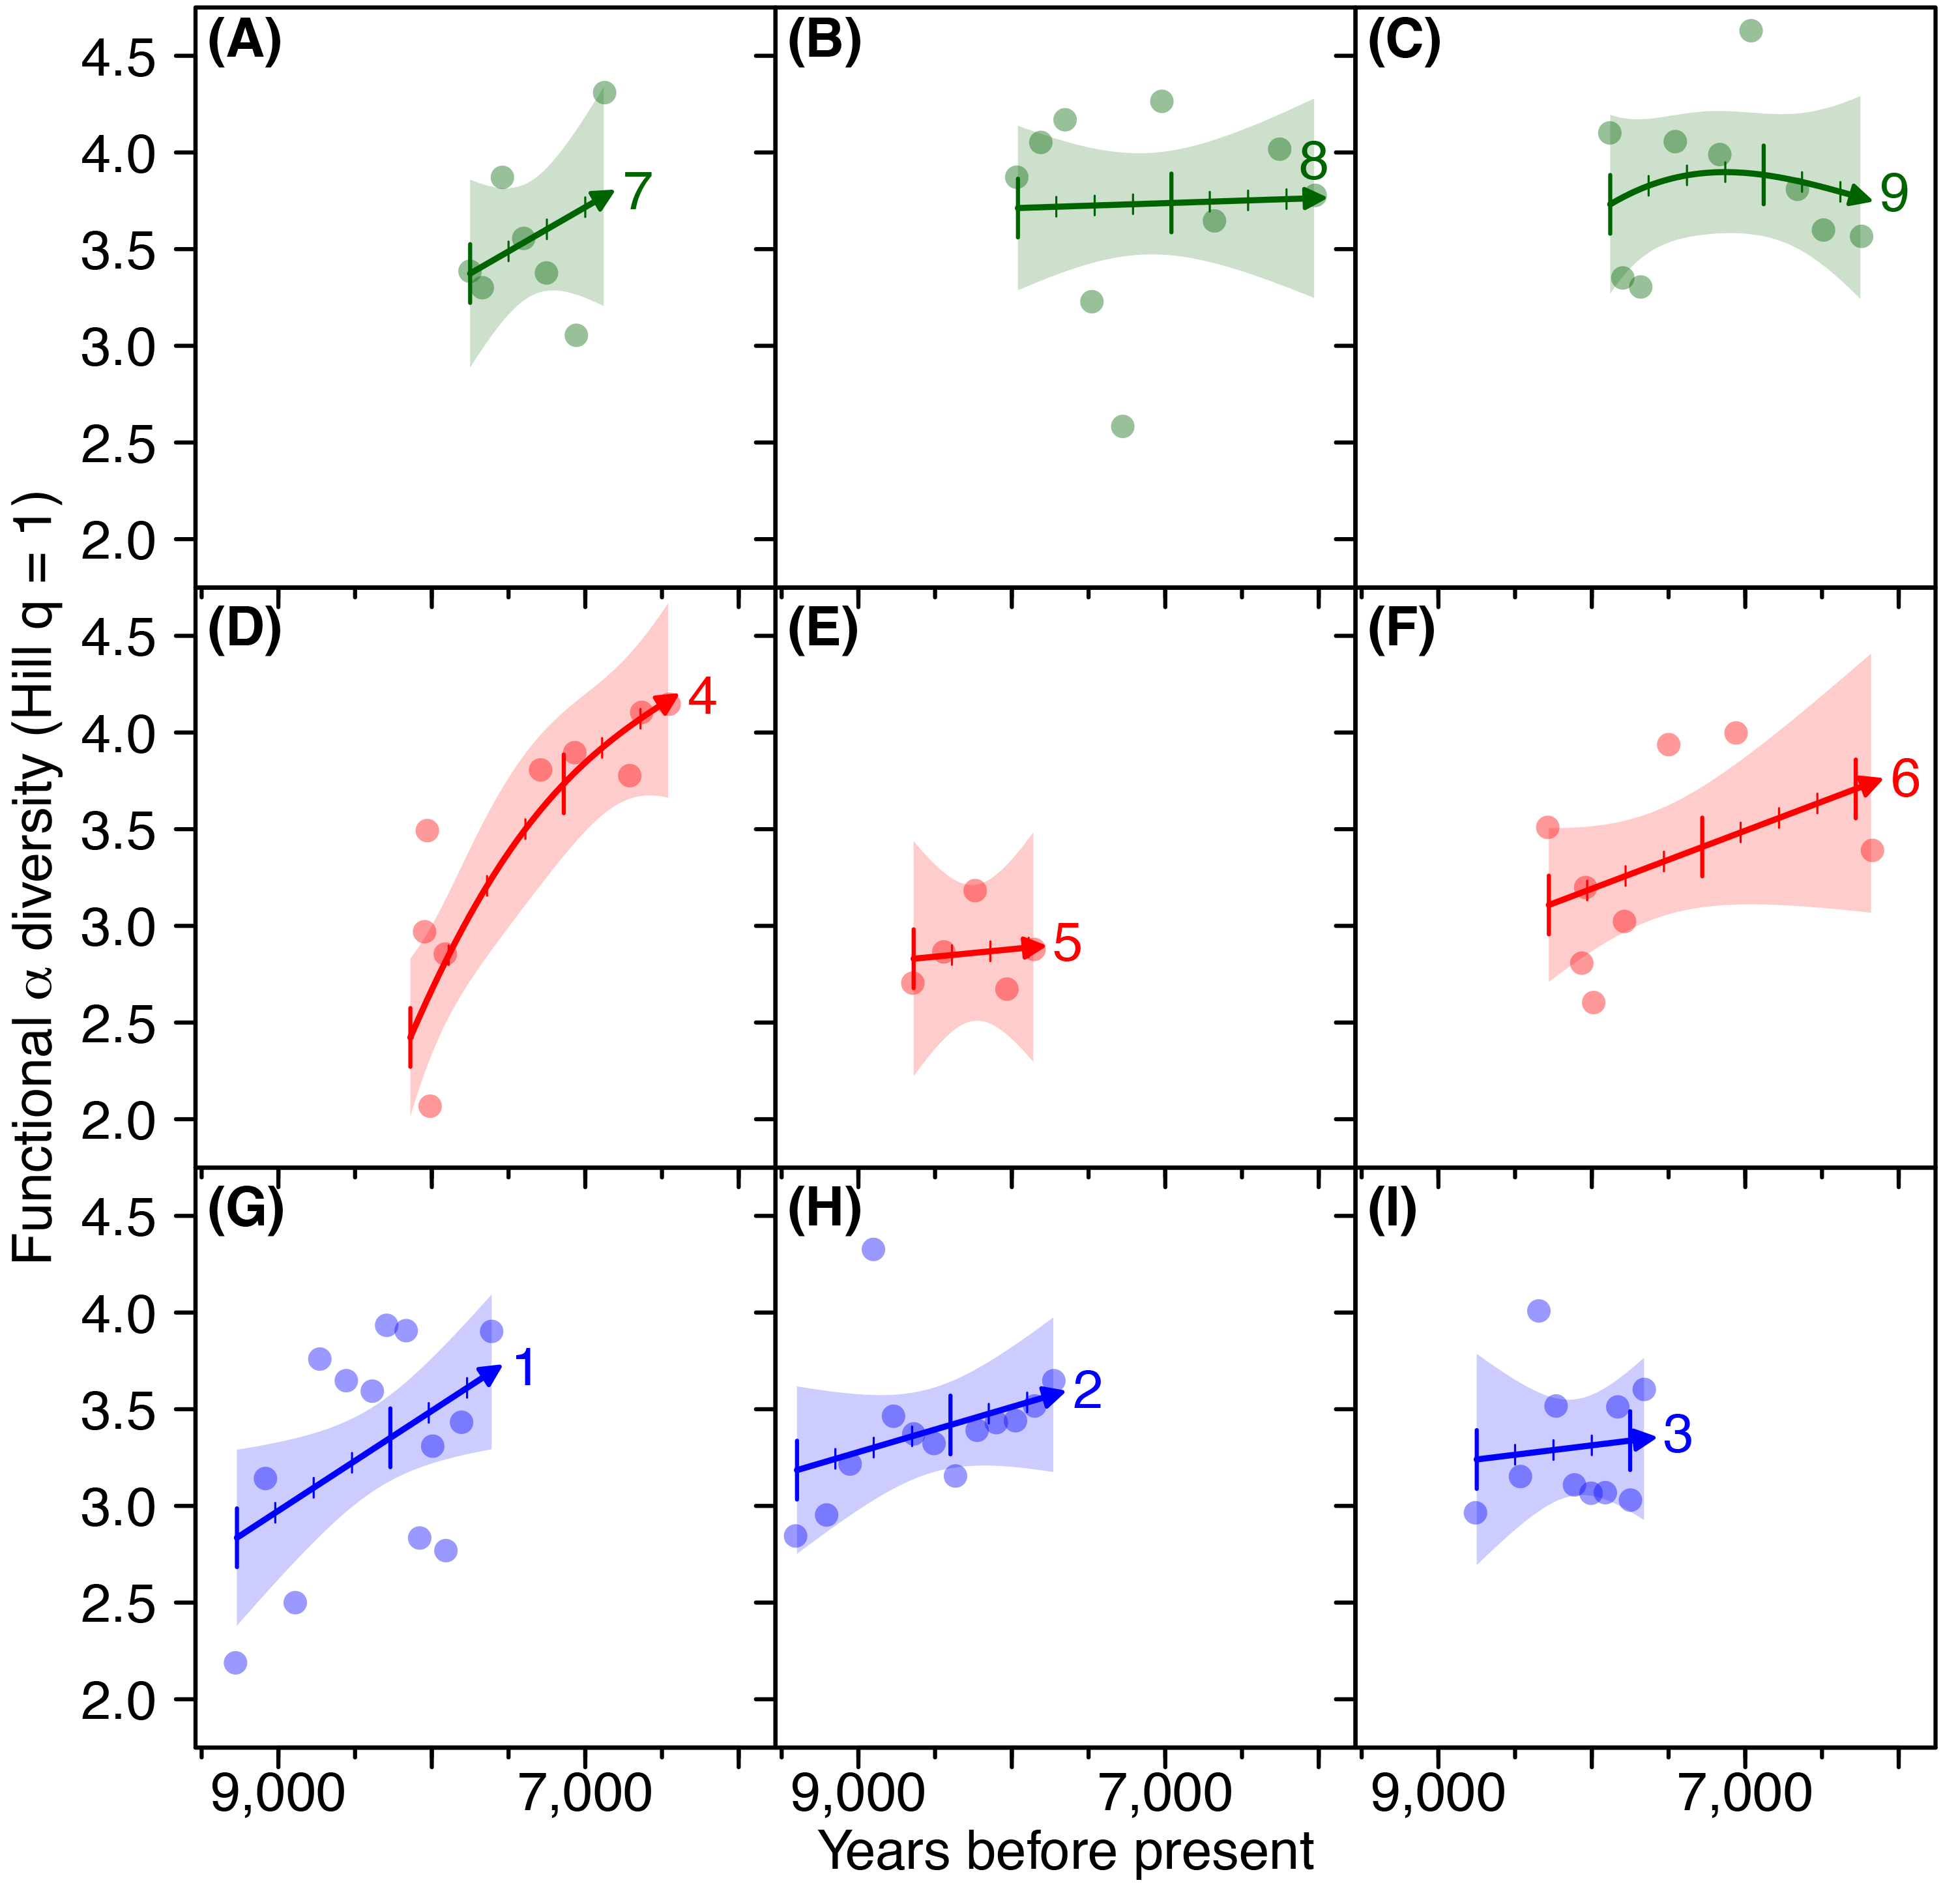 Functional α diversity (Hill q = 1)
(A) (B) (C)
4.5
4.0
3.5
3.0
2.5
2.0
7 8 9
(D) (E) (F)
4.5
4.0
3.5
3.0
2.5
2.0
4 5 6
(G) (H) (I)
4.5
4.0
3.5
3.0
2.5
2.0
1 2 3
9,000 7,000 9,000 7,000 9,000 7,000
Years before present